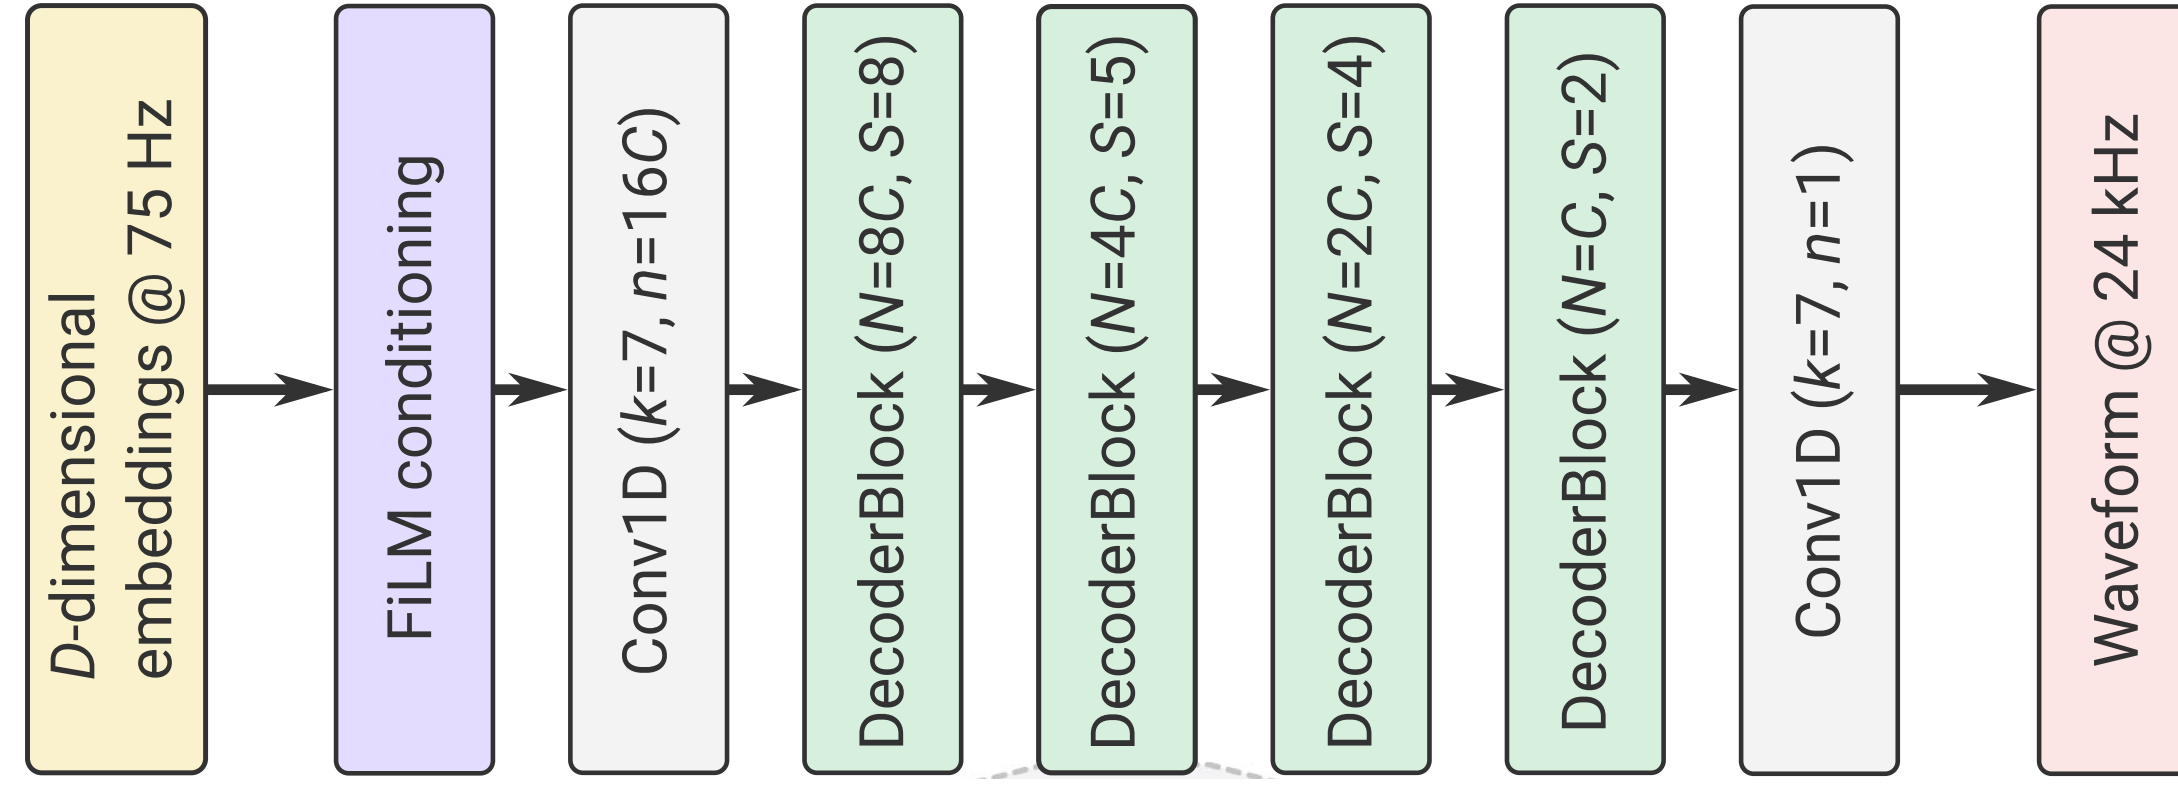 D-dimensional
embeddings @ 75 Hz
FiLM conditioning
Conv1D (k=7, n=16C)
DecoderBlock (N=8C, S=8)
DecoderBlock (N=4C, S=5)
DecoderBlock (N=2C, S=4)
DecoderBlock (N=C, S=2)
Conv1D (k=7, n=1)
Waveform @ 24 kHz